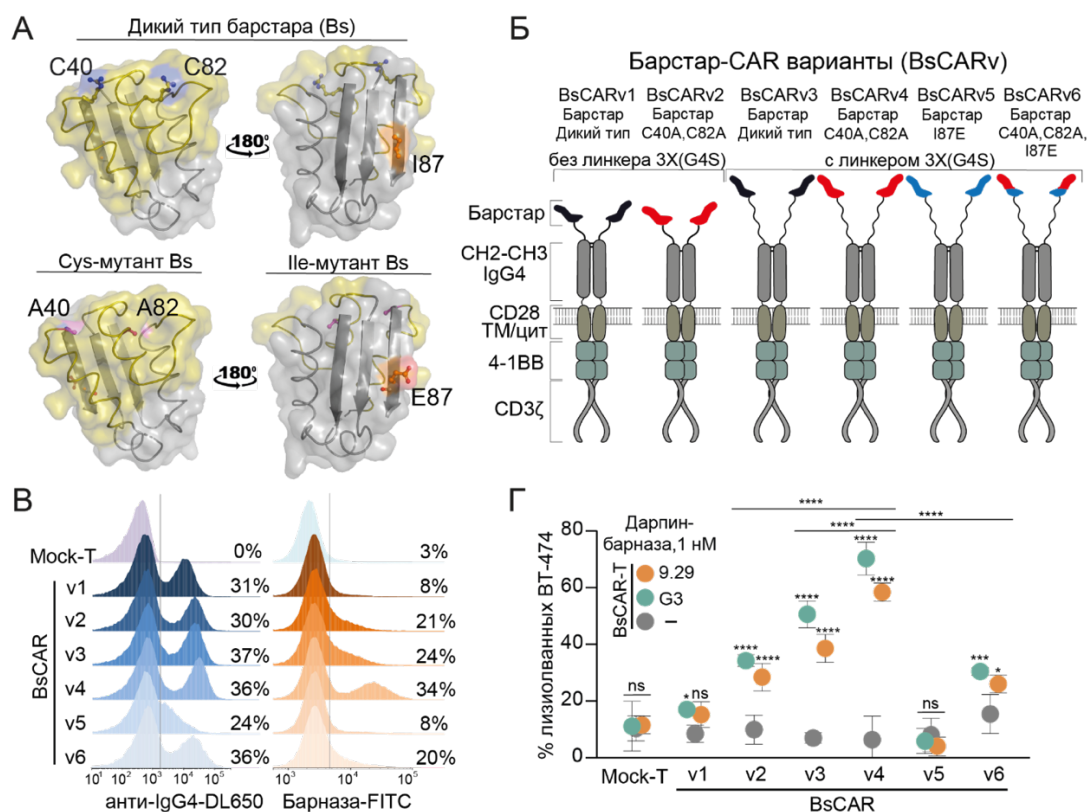 А
Дикий тип барстара (Bs)
C40
C82
180°
I87
Cys-мутант Bs
Ile-мутант Bs
A40
A82
180°
E87
Б
Барстар-CAR варианты (BsCARv)
BsCARv1 BsCARv2 BsCARv3 BsCARv4 BsCARv5 BsCARv6
Барстар Барстар Барстар Барстар Барстар Барстар
Дикий тип C40A,C82A Дикий тип C40A,C82A I87E C40A,C82A,
I87E
без линкера 3X(G4S) с линкером 3X(G4S)
Барстар
CH2-CH3
IgG4
CD28
ТМ/цит
4-1BB
CD3ζ
В
Mock-T 0% 3%
BsCAR
v1 31% 8%
v2 30% 21%
v3 37% 24%
v4 36% 34%
v5 24% 8%
v6 36% 20%
10¹ 10² 10³ 10⁴ 10⁵ 10³ 10⁴ 10⁵
анти-IgG4-DL650 Барназа-FITC
Г
% лизиолванных BT-474
80
60
40
20
0
Дарпин-
барназа,1 нМ
BsCAR-T
9.29
G3
–
**** ****
****
ns
* ns
**** ****
**** ****
**** ****
ns
*** *
Mock-T v1 v2 v3 v4 v5 v6
BsCAR